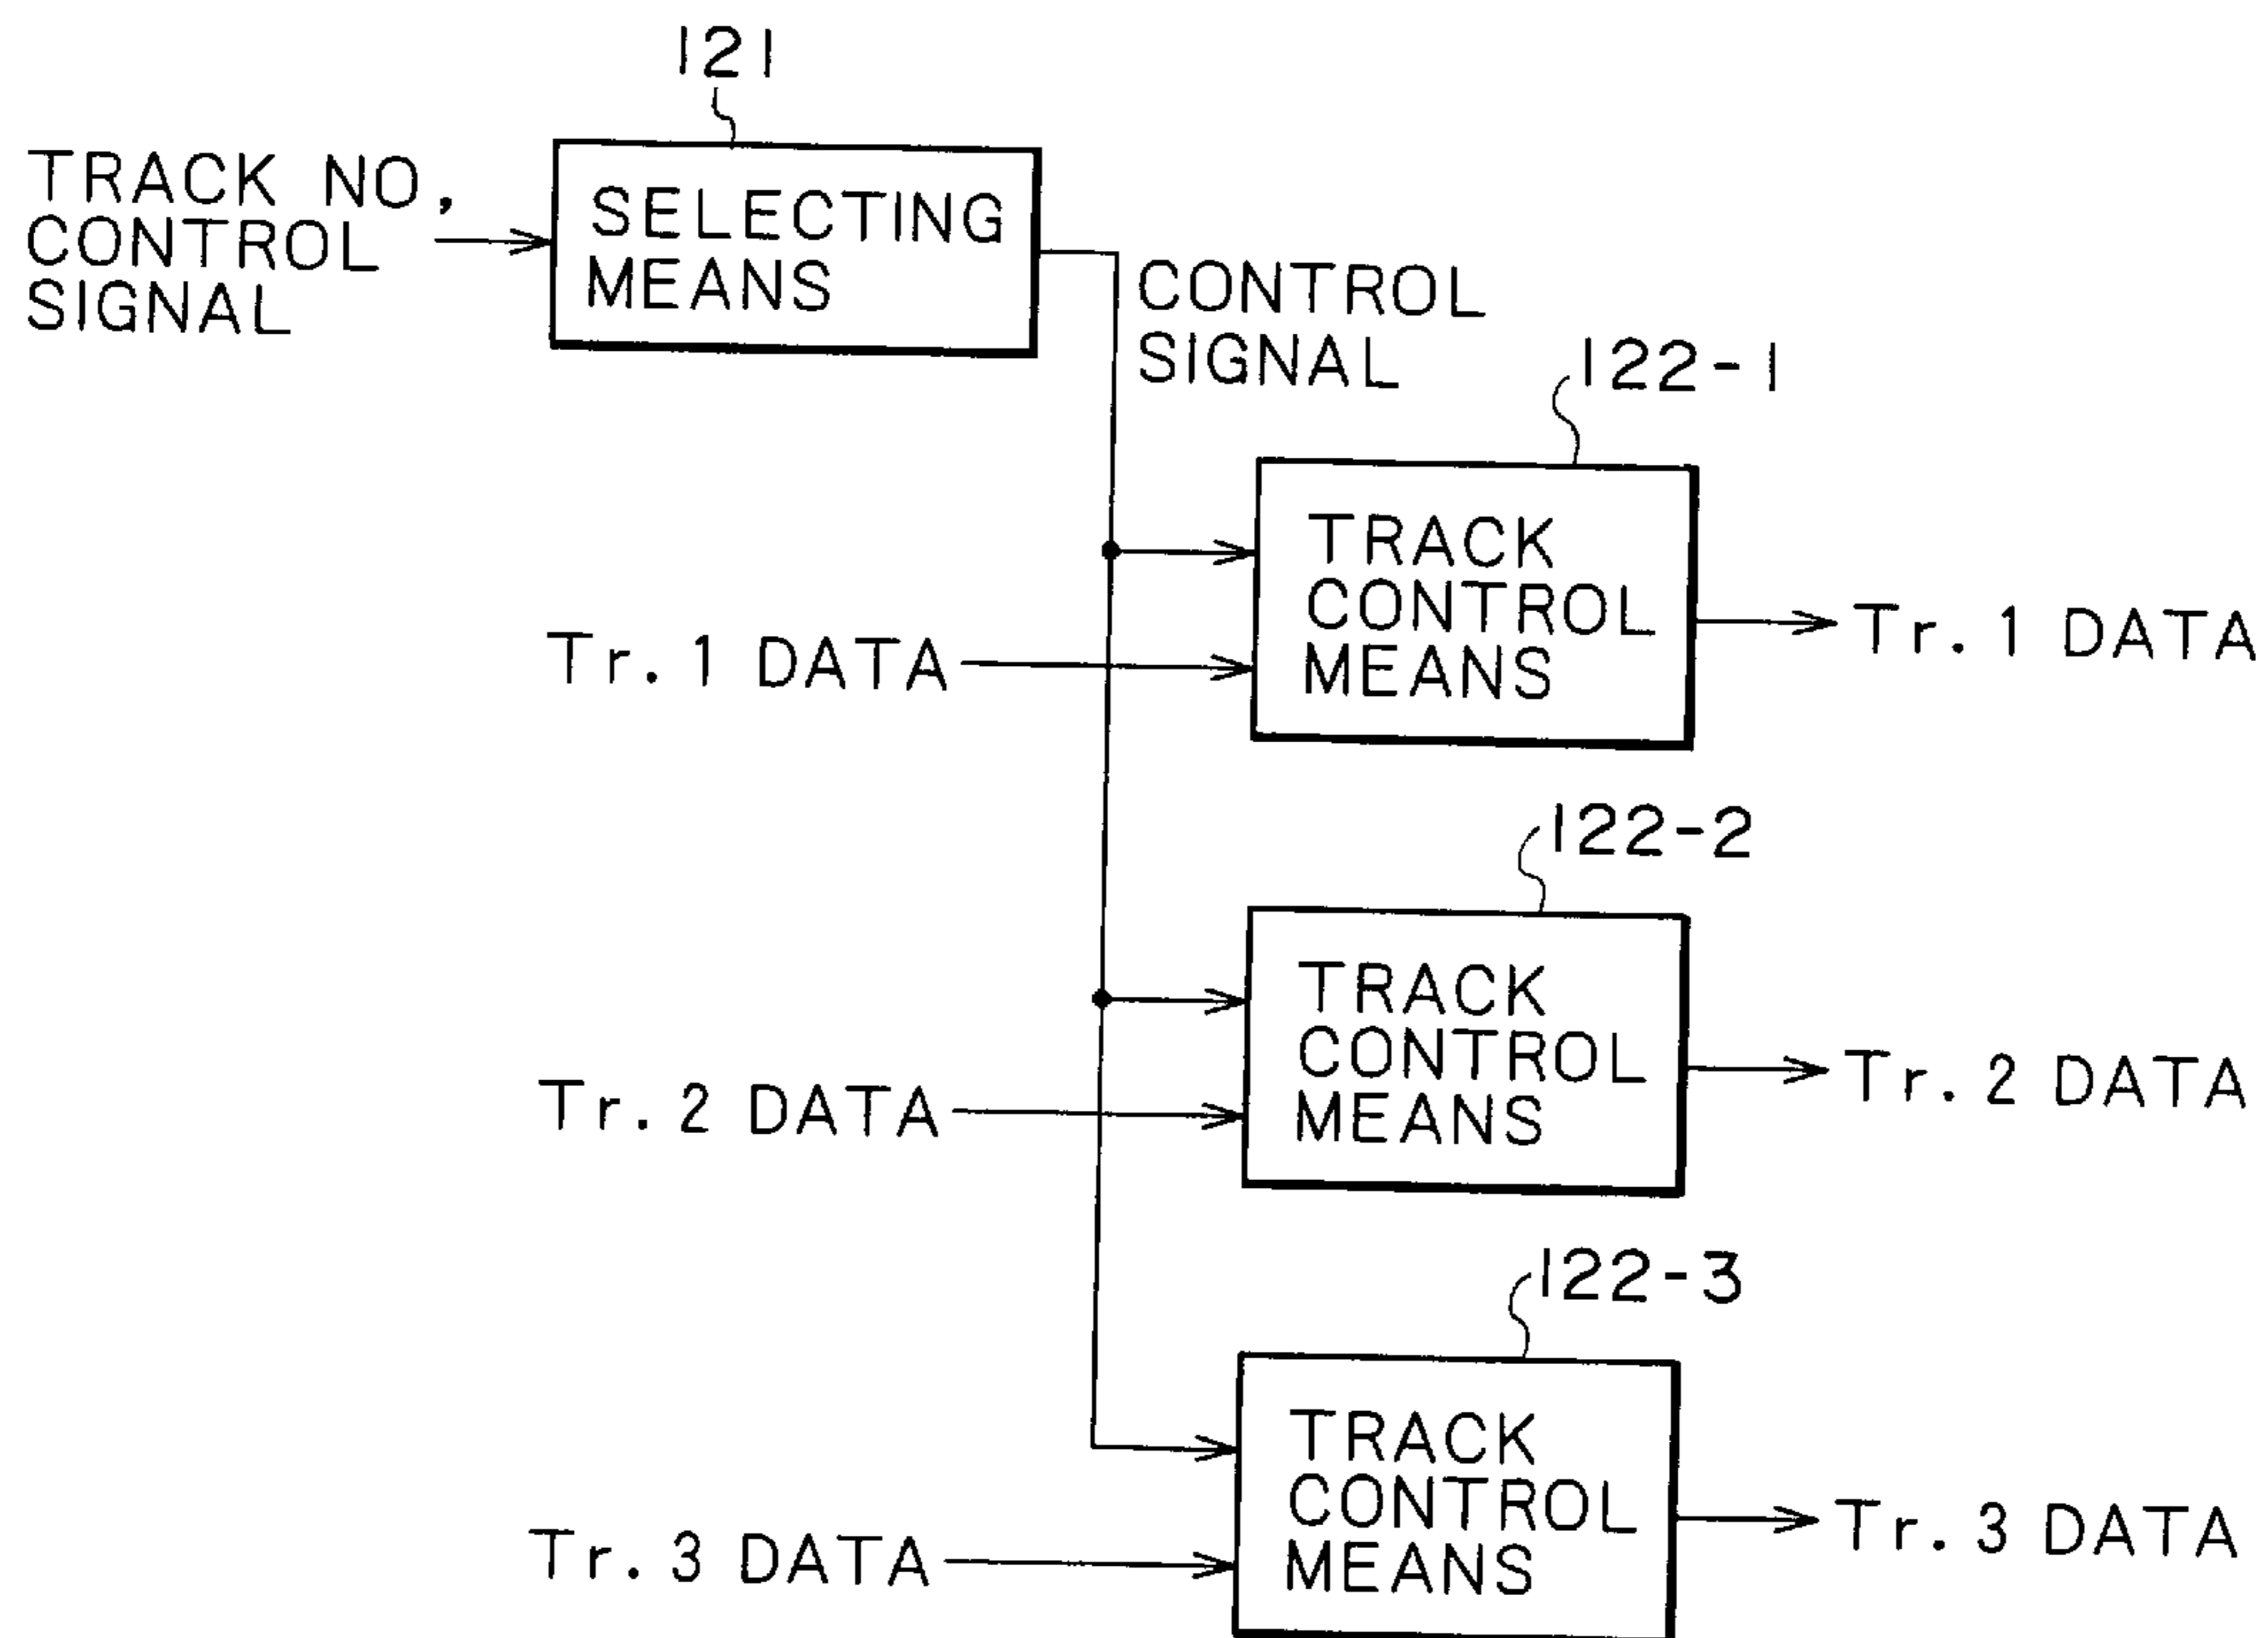 121
TRACK NO,
CONTROL
SIGNAL
SELECTING
MEANS
CONTROL
SIGNAL
122-1
TRACK
CONTROL
MEANS
Tr. 1 DATA
Tr. 1 DATA
122-2
TRACK
CONTROL
MEANS
Tr. 2 DATA
Tr. 2 DATA
122-3
TRACK
CONTROL
MEANS
Tr. 3 DATA
Tr. 3 DATA